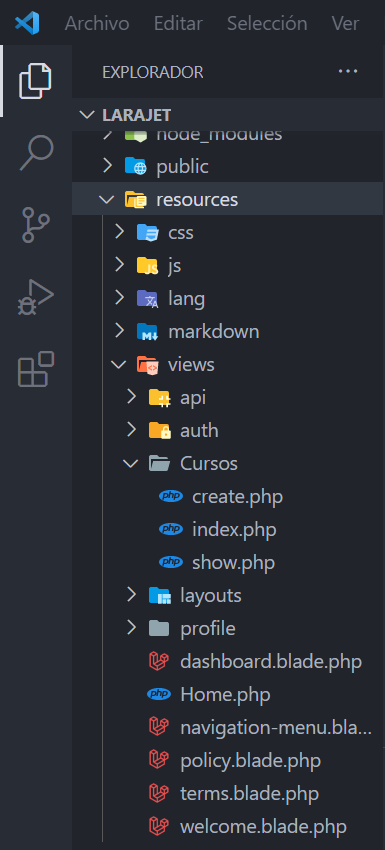 Archivo Editar Selección Ver
EXPLORADOR
LARAJET
node_modules
public
resources
css
js
lang
markdown
views
api
auth
Cursos
create.php
index.php
show.php
layouts
profile
dashboard.blade.php
Home.php
navigation-menu.bla...
policy.blade.php
terms.blade.php
welcome.blade.php